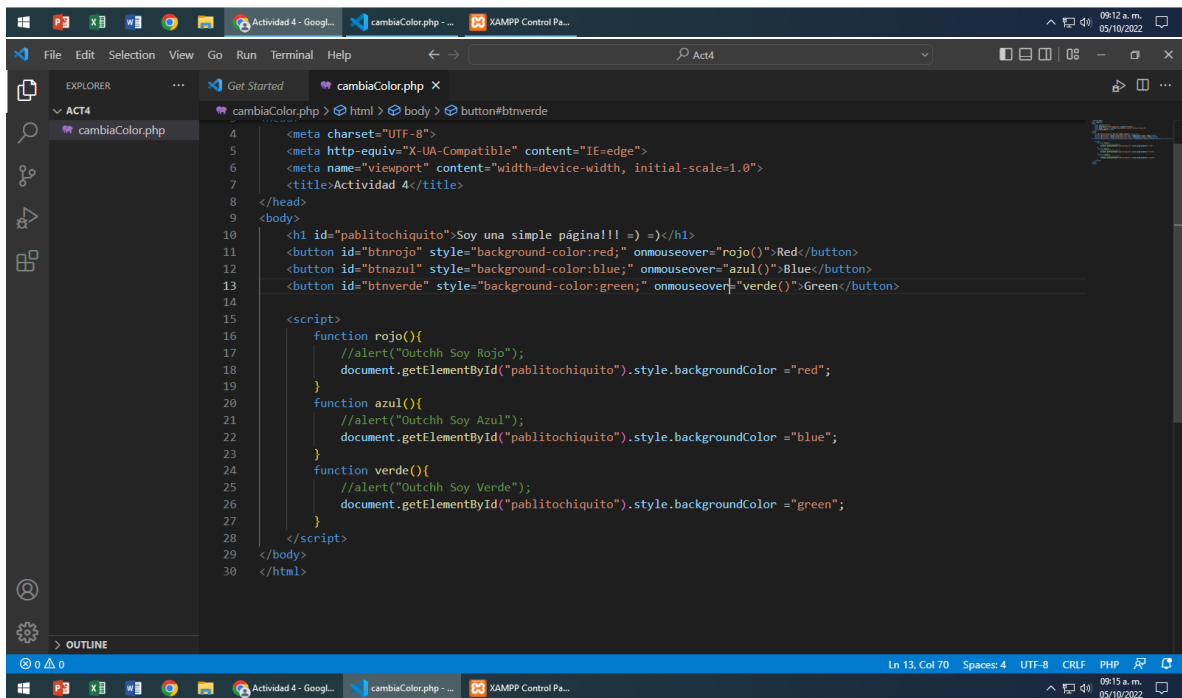 Actividad 4 - Googl...
cambiaColor.php - ...
XAMPP Control Pa...
09:12 a. m.
05/10/2022
File Edit Selection View Go Run Terminal Help
Act4
EXPLORER
Get Started
cambiaColor.php
ACT4
cambiaColor.php
cambiaColor.php > html > body > button#btnverde
4 <meta charset="UTF-8">
5 <meta http-equiv="X-UA-Compatible" content="IE=edge">
6 <meta name="viewport" content="width=device-width, initial-scale=1.0">
7 <title>Actividad 4</title>
8 </head>
9 <body>
10 <h1 id="pablitochiquito">Soy una simple página!!! =) =)</h1>
11 <button id="btnrojo" style="background-color:red;" onmouseover="rojo()">Red</button>
12 <button id="btnazul" style="background-color:blue;" onmouseover="azul()">Blue</button>
13 <button id="btnverde" style="background-color:green;" onmouseover="verde()">Green</button>
14
15 <script>
16 function rojo(){
17 //alert("Outchh Soy Rojo");
18 document.getElementById("pablitochiquito").style.backgroundColor ="red";
19 }
20 function azul(){
21 //alert("Outchh Soy Azul");
22 document.getElementById("pablitochiquito").style.backgroundColor ="blue";
23 }
24 function verde(){
25 //alert("Outchh Soy Verde");
26 document.getElementById("pablitochiquito").style.backgroundColor ="green";
27 }
28 </script>
29 </body>
30 </html>
OUTLINE
0 0
Ln 13, Col 70 Spaces: 4 UTF-8 CRLF PHP
Actividad 4 - Googl...
cambiaColor.php - ...
XAMPP Control Pa...
09:15 a. m.
05/10/2022